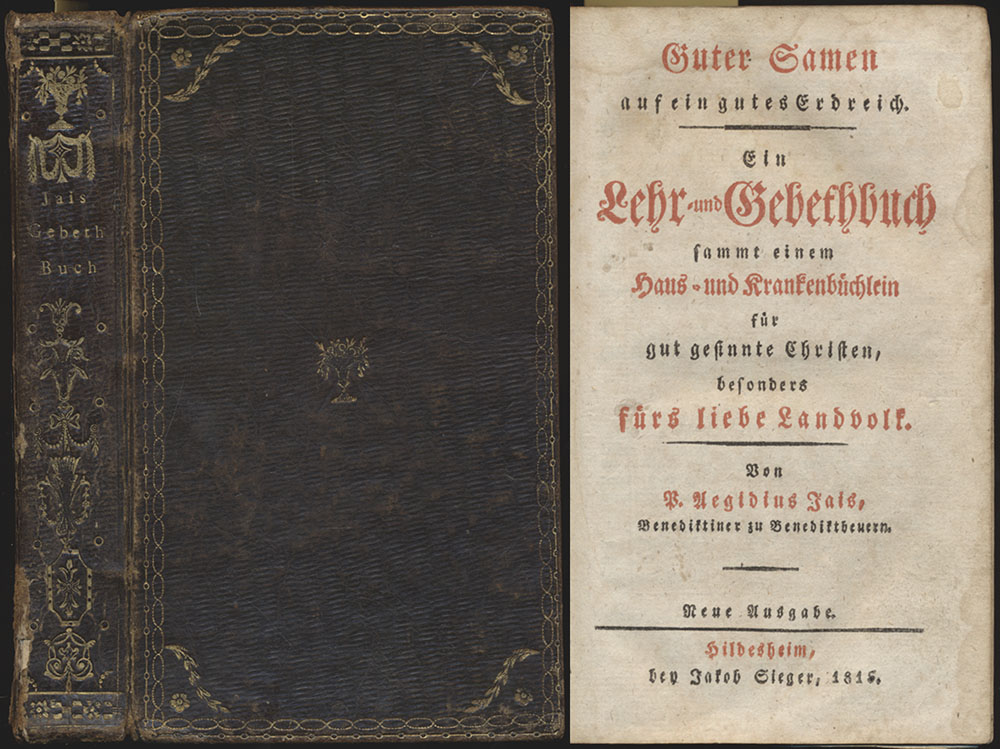 Jais
Gebeth
Buch
Guter Samen
auf ein gutes Erdreich.
Ein
Lehr- und Gebethbuch
sammt einem
Haus- und Krankenbüchlein
für
gut gesinnte Christen,
besonders
fürs liebe Landvolk.
Von
P. Aegidius Jais,
Benediktiner zu Benediktbeuern.
Neue Ausgabe.
Hildesheim,
bey Jakob Sieger,